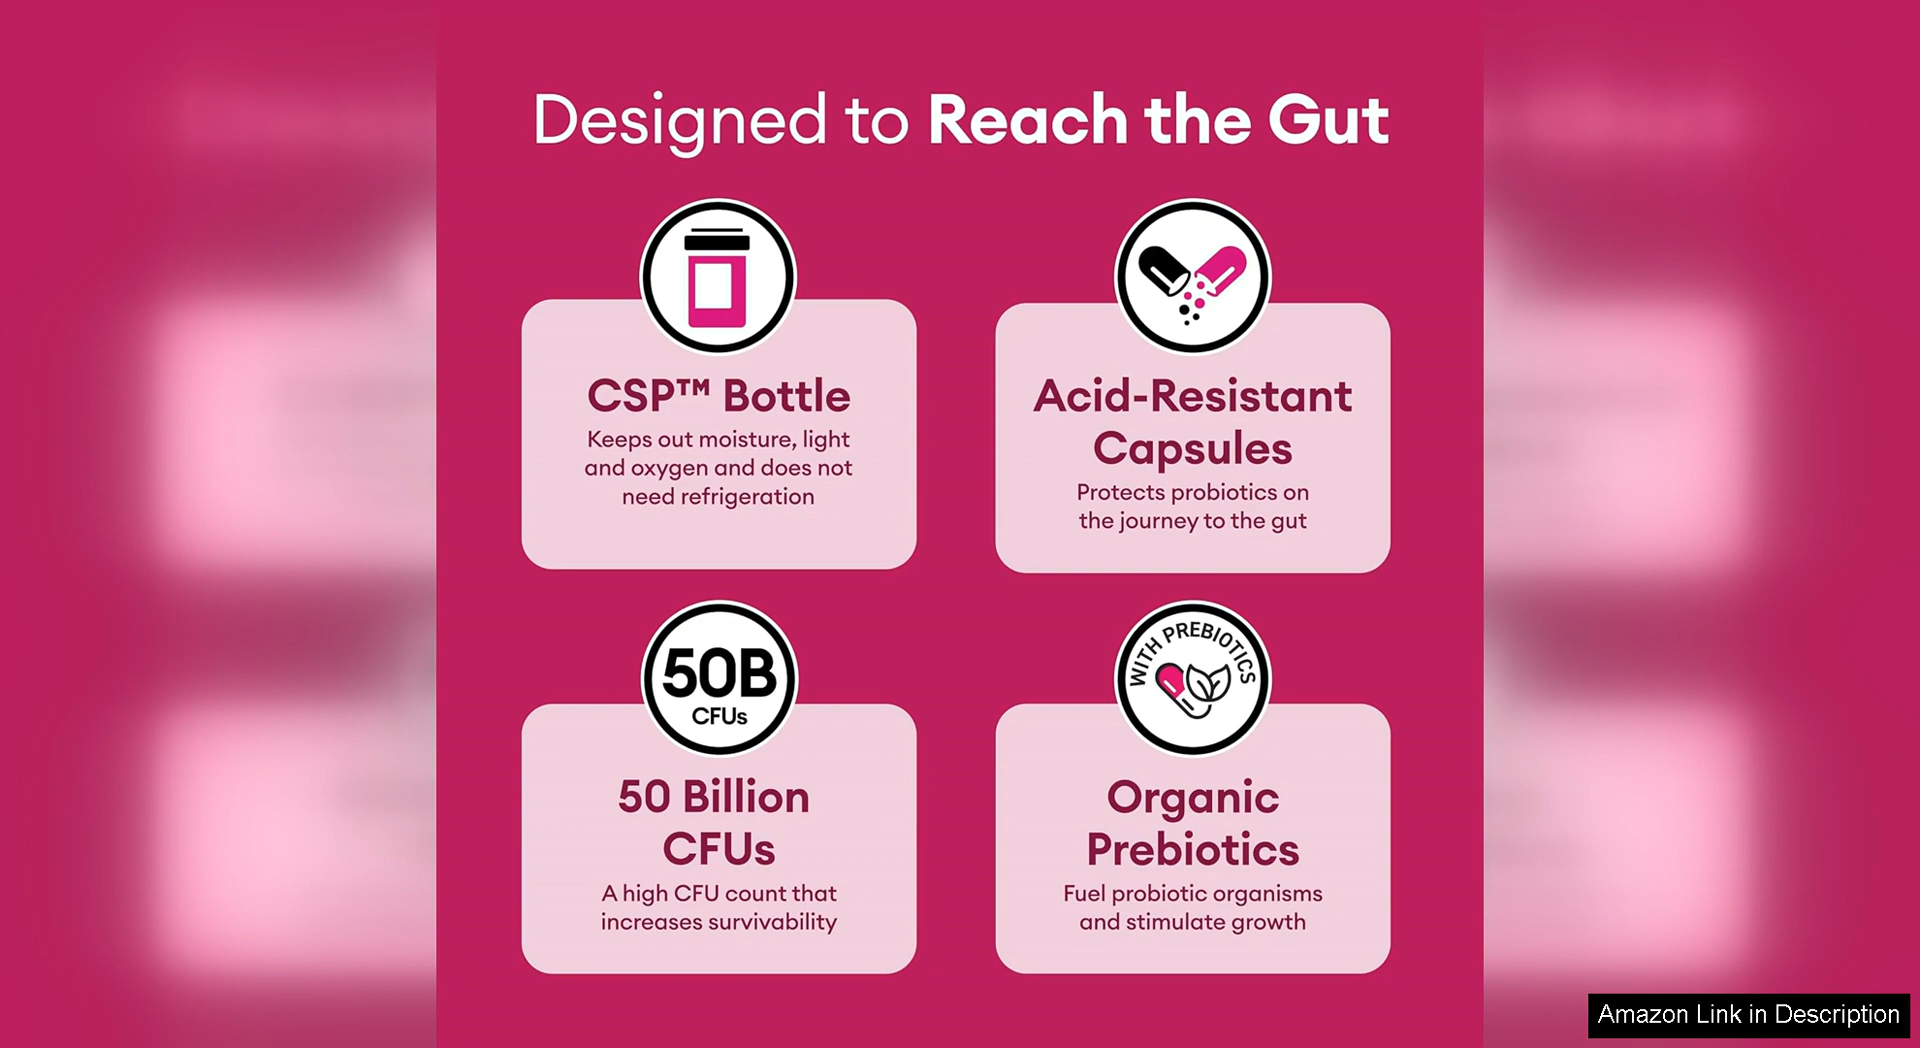 Designed to Reach the Gut
CSP™ Bottle
Keeps out moisture, light
and oxygen and does not
need refrigeration
Acid-Resistant
Capsules
Protects probiotics on
the journey to the gut
50B
CFUs
50 Billion
CFUs
A high CFU count that
increases survivability
WITH PREBIOTICS
Organic
Prebiotics
Fuel probiotic organisms
and stimulate growth
Amazon Link in Description